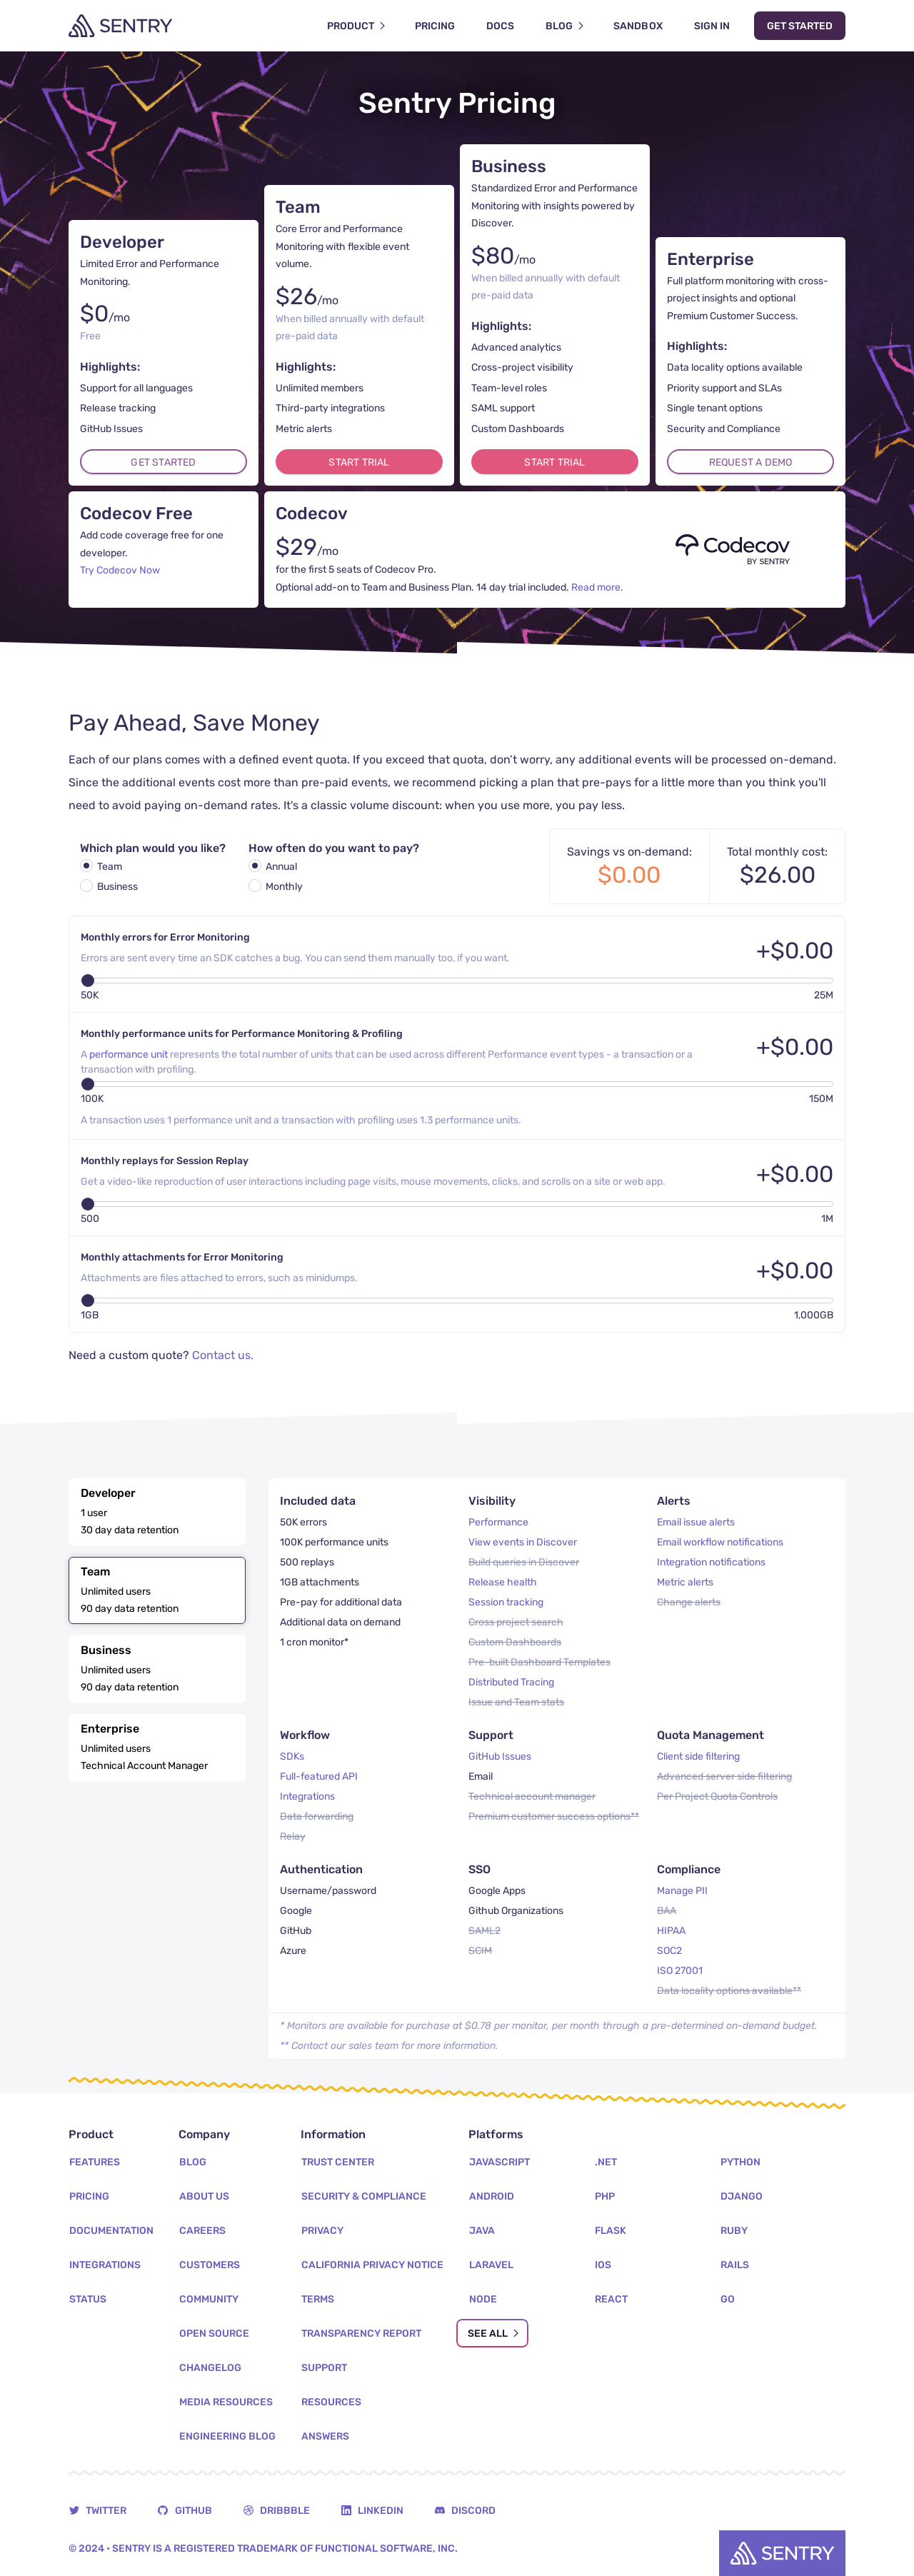 SENTRY
PRODUCT
PRICING
DOCS
BLOG
SANDBOX
SIGN IN
GET STARTED
Sentry Pricing
Developer
Limited Error and Performance
Monitoring.
$0/mo
Free
Highlights:
Support for all languages
Release tracking
GitHub Issues
GET STARTED
Team
Core Error and Performance
Monitoring with flexible event
volume.
$26/mo
When billed annually with default
pre-paid data
Highlights:
Unlimited members
Third-party integrations
Metric alerts
START TRIAL
Business
Standardized Error and Performance
Monitoring with insights powered by
Discover.
$80/mo
When billed annually with default
pre-paid data
Highlights:
Advanced analytics
Cross-project visibility
Team-level roles
SAML support
Custom Dashboards
START TRIAL
Enterprise
Full platform monitoring with cross-
project insights and optional
Premium Customer Success.
Highlights:
Data locality options available
Priority support and SLAs
Single tenant options
Security and Compliance
REQUEST A DEMO
Codecov Free
Add code coverage free for one
developer.
Try Codecov Now
Codecov
$29/mo
for the first 5 seats of Codecov Pro.
Optional add-on to Team and Business Plan. 14 day trial included. Read more.
Codecov
BY SENTRY
Pay Ahead, Save Money
Each of our plans comes with a defined event quota. If you exceed that quota, don't worry, any additional events will be processed on-demand.
Since the additional events cost more than pre-paid events, we recommend picking a plan that pre-pays for a little more than you think you'll
need to avoid paying on-demand rates. It's a classic volume discount: when you use more, you pay less.
Which plan would you like?
Team
Business
How often do you want to pay?
Annual
Monthly
Savings vs on-demand:
$0.00
Total monthly cost:
$26.00
Monthly errors for Error Monitoring
Errors are sent every time an SDK catches a bug. You can send them manually too, if you want.
+$0.00
50K
25M
Monthly performance units for Performance Monitoring & Profiling
A performance unit represents the total number of units that can be used across different Performance event types - a transaction or a
transaction with profiling.
+$0.00
100K
150M
A transaction uses 1 performance unit and a transaction with profiling uses 1.3 performance units.
Monthly replays for Session Replay
Get a video-like reproduction of user interactions including page visits, mouse movements, clicks, and scrolls on a site or web app.
+$0.00
500
1M
Monthly attachments for Error Monitoring
Attachments are files attached to errors, such as minidumps.
+$0.00
1GB
1,000GB
Need a custom quote? Contact us.
Developer
1 user
30 day data retention
Team
Unlimited users
90 day data retention
Business
Unlimited users
90 day data retention
Enterprise
Unlimited users
Technical Account Manager
Included data
50K errors
100K performance units
500 replays
1GB attachments
Pre-pay for additional data
Additional data on demand
1 cron monitor*
Visibility
Performance
View events in Discover
Build queries in Discover
Release health
Session tracking
Cross project search
Custom Dashboards
Pre-built Dashboard Templates
Distributed Tracing
Issue and Team stats
Alerts
Email issue alerts
Email workflow notifications
Integration notifications
Metric alerts
Change alerts
Workflow
SDKs
Full-featured API
Integrations
Data forwarding
Relay
Support
GitHub Issues
Email
Technical account manager
Premium customer success options**
Quota Management
Client side filtering
Advanced server side filtering
Per Project Quota Controls
Authentication
Username/password
Google
GitHub
Azure
SSO
Google Apps
Github Organizations
SAML2
SCIM
Compliance
Manage PII
BAA
HIPAA
SOC2
ISO 27001
Data locality options available**
* Monitors are available for purchase at $0.78 per monitor, per month through a pre-determined on-demand budget.
** Contact our sales team for more information.
Product
FEATURES
PRICING
DOCUMENTATION
INTEGRATIONS
STATUS
Company
BLOG
ABOUT US
CAREERS
CUSTOMERS
COMMUNITY
OPEN SOURCE
CHANGELOG
MEDIA RESOURCES
ENGINEERING BLOG
Information
TRUST CENTER
SECURITY & COMPLIANCE
PRIVACY
CALIFORNIA PRIVACY NOTICE
TERMS
TRANSPARENCY REPORT
SUPPORT
RESOURCES
ANSWERS
Platforms
JAVASCRIPT
ANDROID
JAVA
LARAVEL
NODE
SEE ALL
.NET
PHP
FLASK
IOS
REACT
PYTHON
DJANGO
RUBY
RAILS
GO
TWITTER
GITHUB
DRIBBBLE
LINKEDIN
DISCORD
© 2024 • SENTRY IS A REGISTERED TRADEMARK OF FUNCTIONAL SOFTWARE, INC.
SENTRY